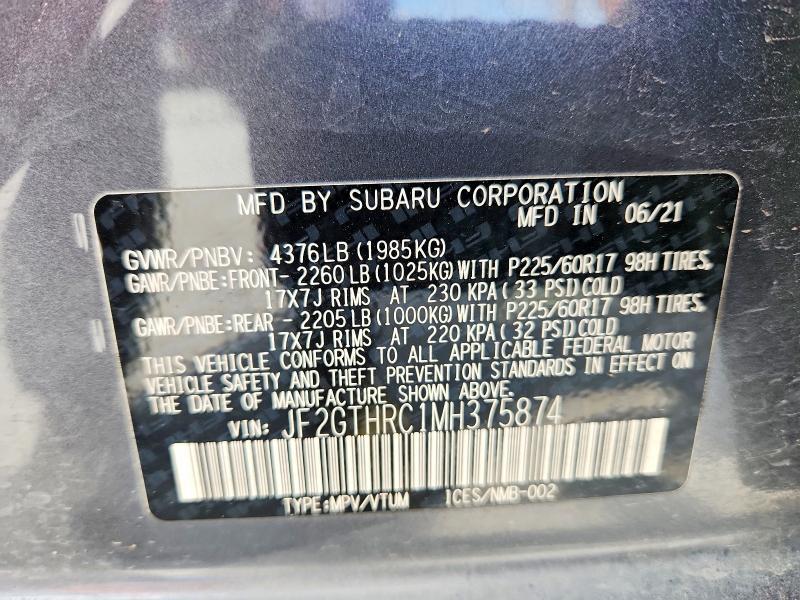 MFD BY SUBARU CORPORATION
MFD IN 06/21
GVWR/PNBV: 4376LB (1985KG)
GAWR/PNBE:FRONT- 2260LB (1025KG) WITH P225/60R17 98H TIRES,
17X7J RIMS AT 230 KPA (33 PSI)COLD
GAWR/PNBE:REAR - 2205LB (1000KG) WITH P225/60R17 98H TIRES,
17X7J RIMS AT 220 KPA (32 PSI)COLD
THIS VEHICLE CONFORMS TO ALL APPLICABLE FEDERAL MOTOR
VEHICLE SAFETY AND THEFT PREVENTION STANDARDS IN EFFECT ON
THE DATE OF MANUFACTURE SHOWN ABOVE.
VIN: JF2GTHRC1MH375874
TYPE:MPV/VTUM ICES/NMB-002